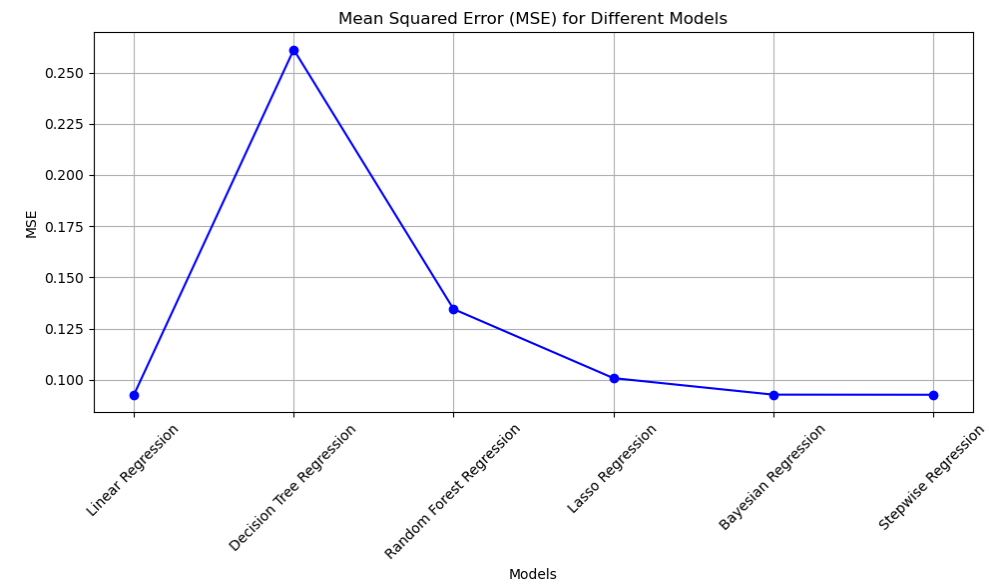 Mean Squared Error (MSE) for Different Models
MSE
0.250
0.225
0.200
0.175
0.150
0.125
0.100
Linear Regression
Decision Tree Regression
Random Forest Regression
Lasso Regression
Bayesian Regression
Stepwise Regression
Models